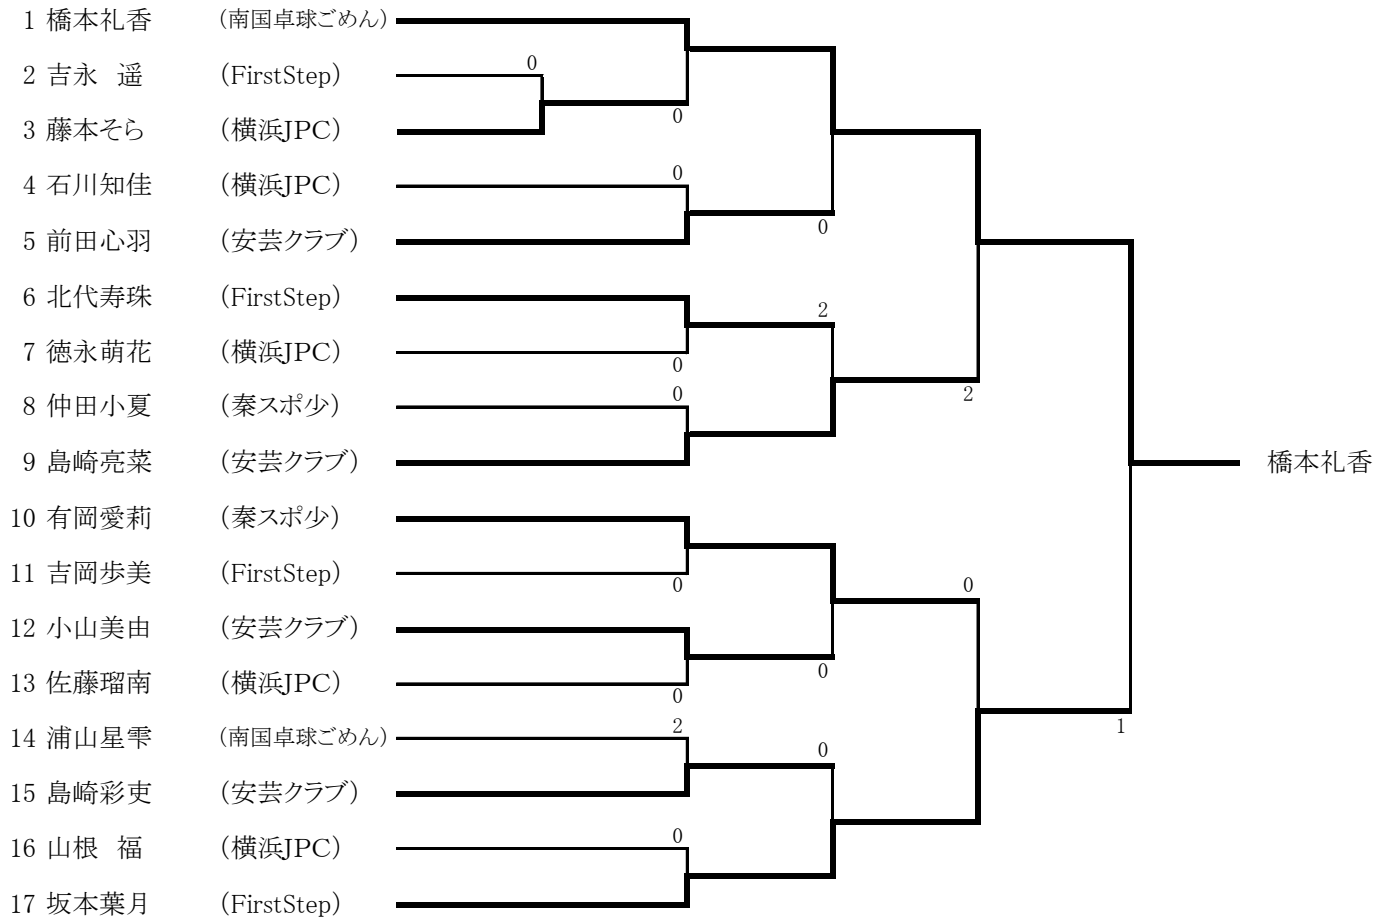 1 橋本礼香 (南国卓球ごめん)
0
2 吉永 遥 (FirstStep)
0
3 藤本そら (横浜JPC)
0
4 石川知佳 (横浜JPC)
0
5 前田心羽 (安芸クラブ)
6 北代寿珠 (FirstStep)
2
7 徳永萌花 (横浜JPC)
0
0
2
8 仲田小夏 (秦スポ少)
9 島崎亮菜 (安芸クラブ)
橋本礼香
10 有岡愛莉 (秦スポ少)
11 吉岡歩美 (FirstStep)
0
0
12 小山美由 (安芸クラブ)
0
13 佐藤瑠南 (横浜JPC)
0
14 浦山星雫 (南国卓球ごめん)
2
1
0
15 島崎彩吏 (安芸クラブ)
0
16 山根 福 (横浜JPC)
17 坂本葉月 (FirstStep)